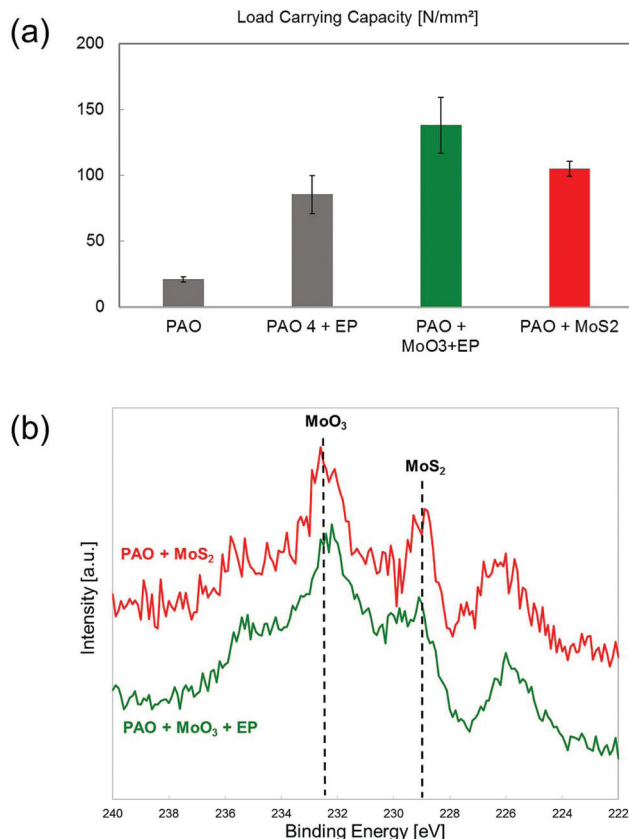 (a)
Load Carrying Capacity [N/mm²]
200
150
100
50
0
PAO
PAO 4 + EP
PAO +
MoO3+EP
PAO + MoS2
(b)
MoO₃
MoS₂
PAO + MoS₂
Intensity [a.u.]
PAO + MoO₃ + EP
240 238 236 234 232 230 228 226 224 222
Binding Energy [eV]